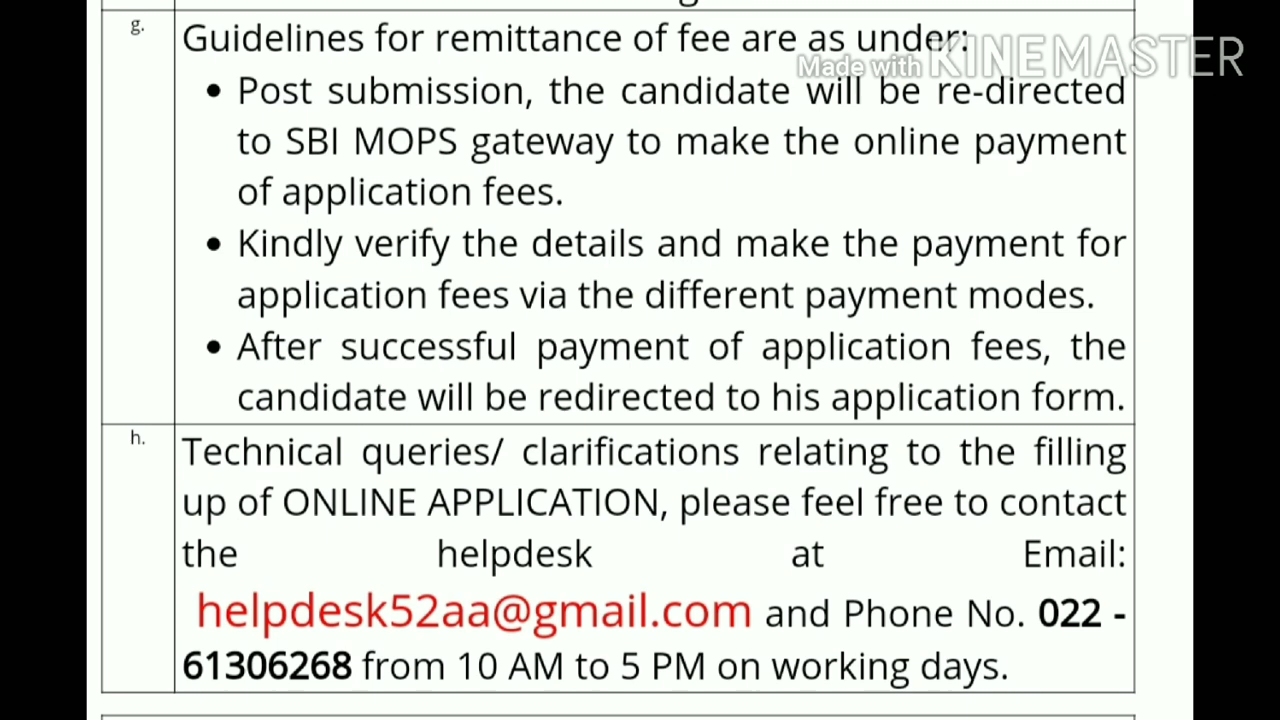 g.
Guidelines for remittance of fee are as under:
Made with KINEMASTER
• Post submission, the candidate will be re-directed
to SBI MOPS gateway to make the online payment
of application fees.
• Kindly verify the details and make the payment for
application fees via the different payment modes.
• After successful payment of application fees, the
candidate will be redirected to his application form.
h.
Technical queries/ clarifications relating to the filling
up of ONLINE APPLICATION, please feel free to contact
the helpdesk at Email:
helpdesk52aa@gmail.com and Phone No. 022 -
61306268 from 10 AM to 5 PM on working days.